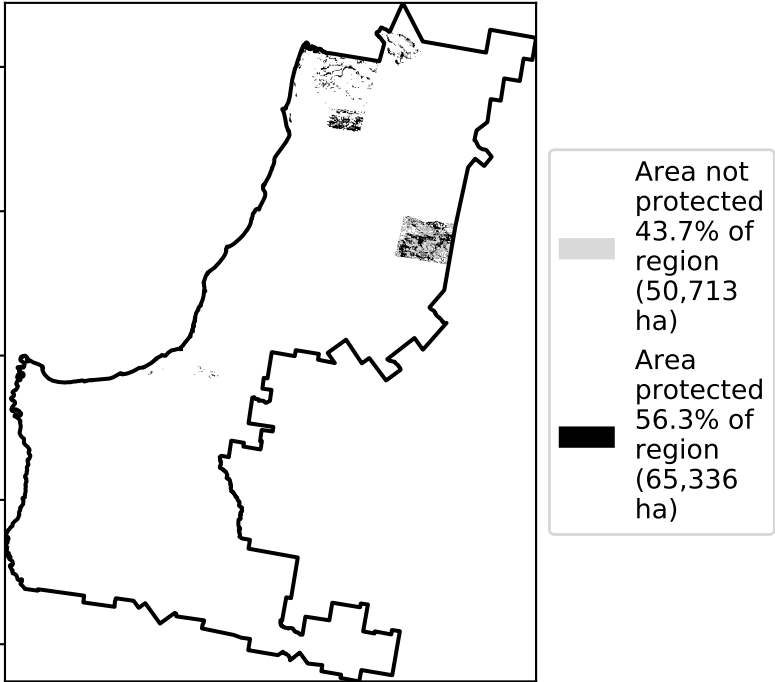 Area not
protected
43.7% of
region
(50,713
ha)
Area
protected
56.3% of
region
(65,336
ha)